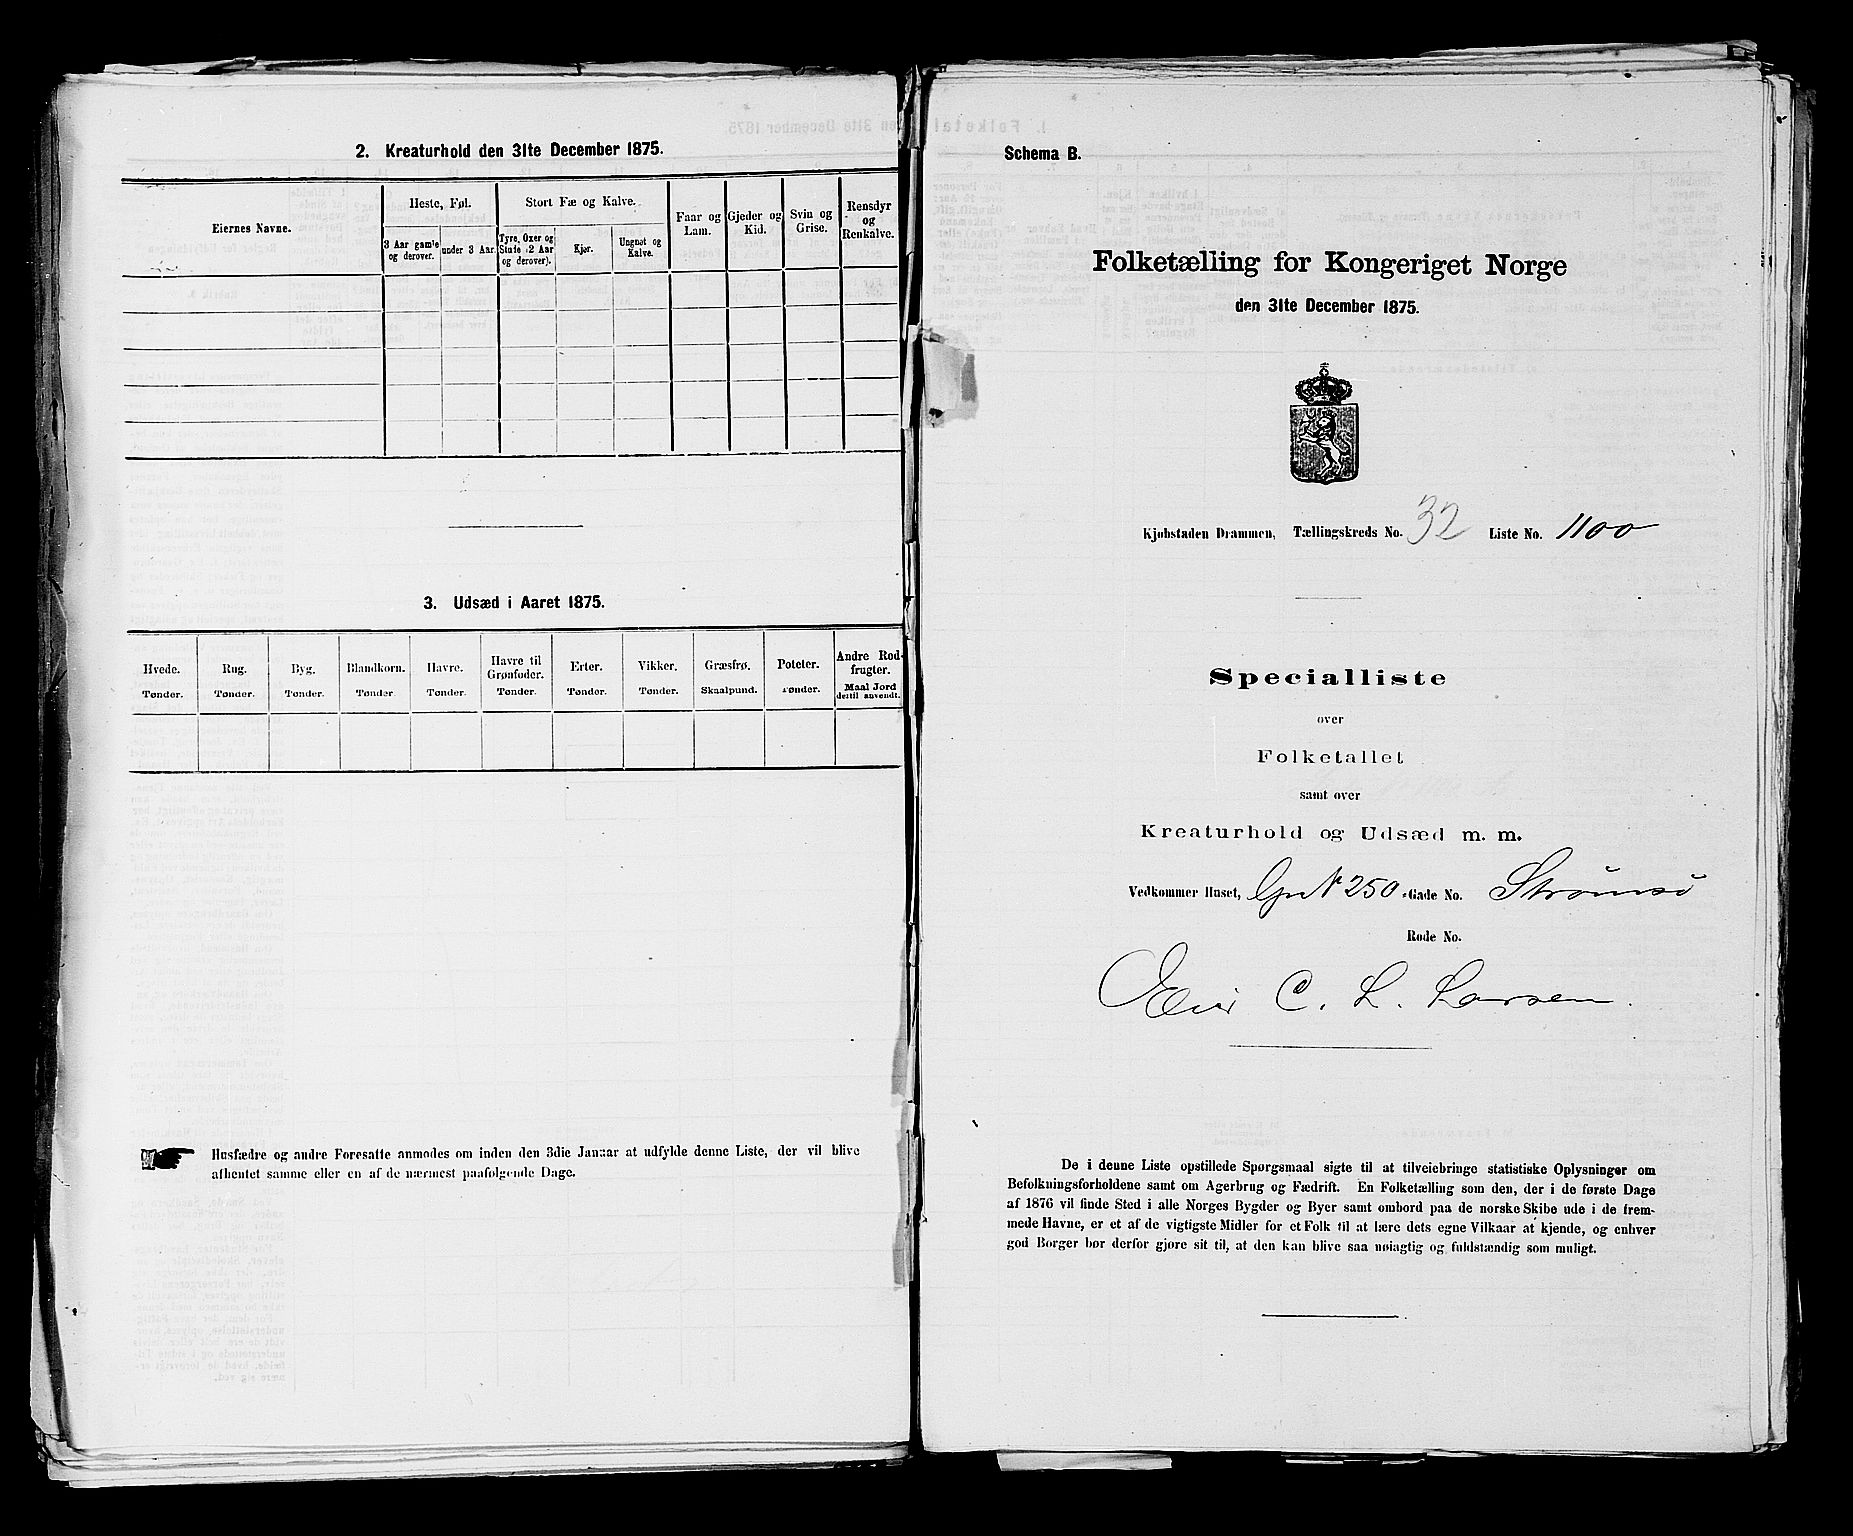 2. Kreaturhold den 31te December 1875.
Eiernes Navne.
Heste, Føl.
Stort Fæ og Kalve.
Faar og Lam.
Gjeder og Kid.
Svin og Grise.
Rensdyr og Renkalve.
3 Aar gamle og derover.
under 3 Aar.
Tyre, Oxer og Stude (2 Aar og derover).
Kjør.
Ungnøt og Kalve.
3. Udsæd i Aaret 1875.
Hvede. Tønder.
Rug. Tønder.
Byg. Tønder.
Blandkorn. Tønder.
Havre. Tønder.
Havre til Grønfoder. Tønder.
Erter. Tønder.
Vikker. Tønder.
Græsfrø. Skaalpund.
Poteter. Tønder.
Andre Rodfrugter. Maal Jord dertil anvendt.
Husfædre og andre Foresatte anmodes om inden den 3die Januar at udfylde denne Liste, der vil blive
afhentet samme eller en af de nærmest paafølgende Dage.
Schema B.
Folketælling for Kongeriget Norge
den 31te December 1875.
Kjøbstaden Drammen, Tællingskreds No. 32 Liste No. 1100
Specialliste
over
Folketallet
samt over
Kreaturhold og Udsæd m. m.
Vedkommer Huset, Gr N 250 Gade No. Strømsö
Rode No.
Eier C. L. Larsen.
De i denne Liste opstillede Spørgsmaal sigte til at tilveiebringe statistiske Oplysninger om
Befolkningsforholdene samt om Agerbrug og Fædrift. En Folketælling som den, der i de første Dage
af 1876 vil finde Sted i alle Norges Bygder og Byer samt ombord paa de norske Skibe ude i de frem-
mede Havne, er et af de vigtigste Midler for et Folk til at lære dets egne Vilkaar at kjende, og enhver
god Borger bør derfor gjøre sit til, at den kan blive saa nøiagtig og fuldstændig som muligt.